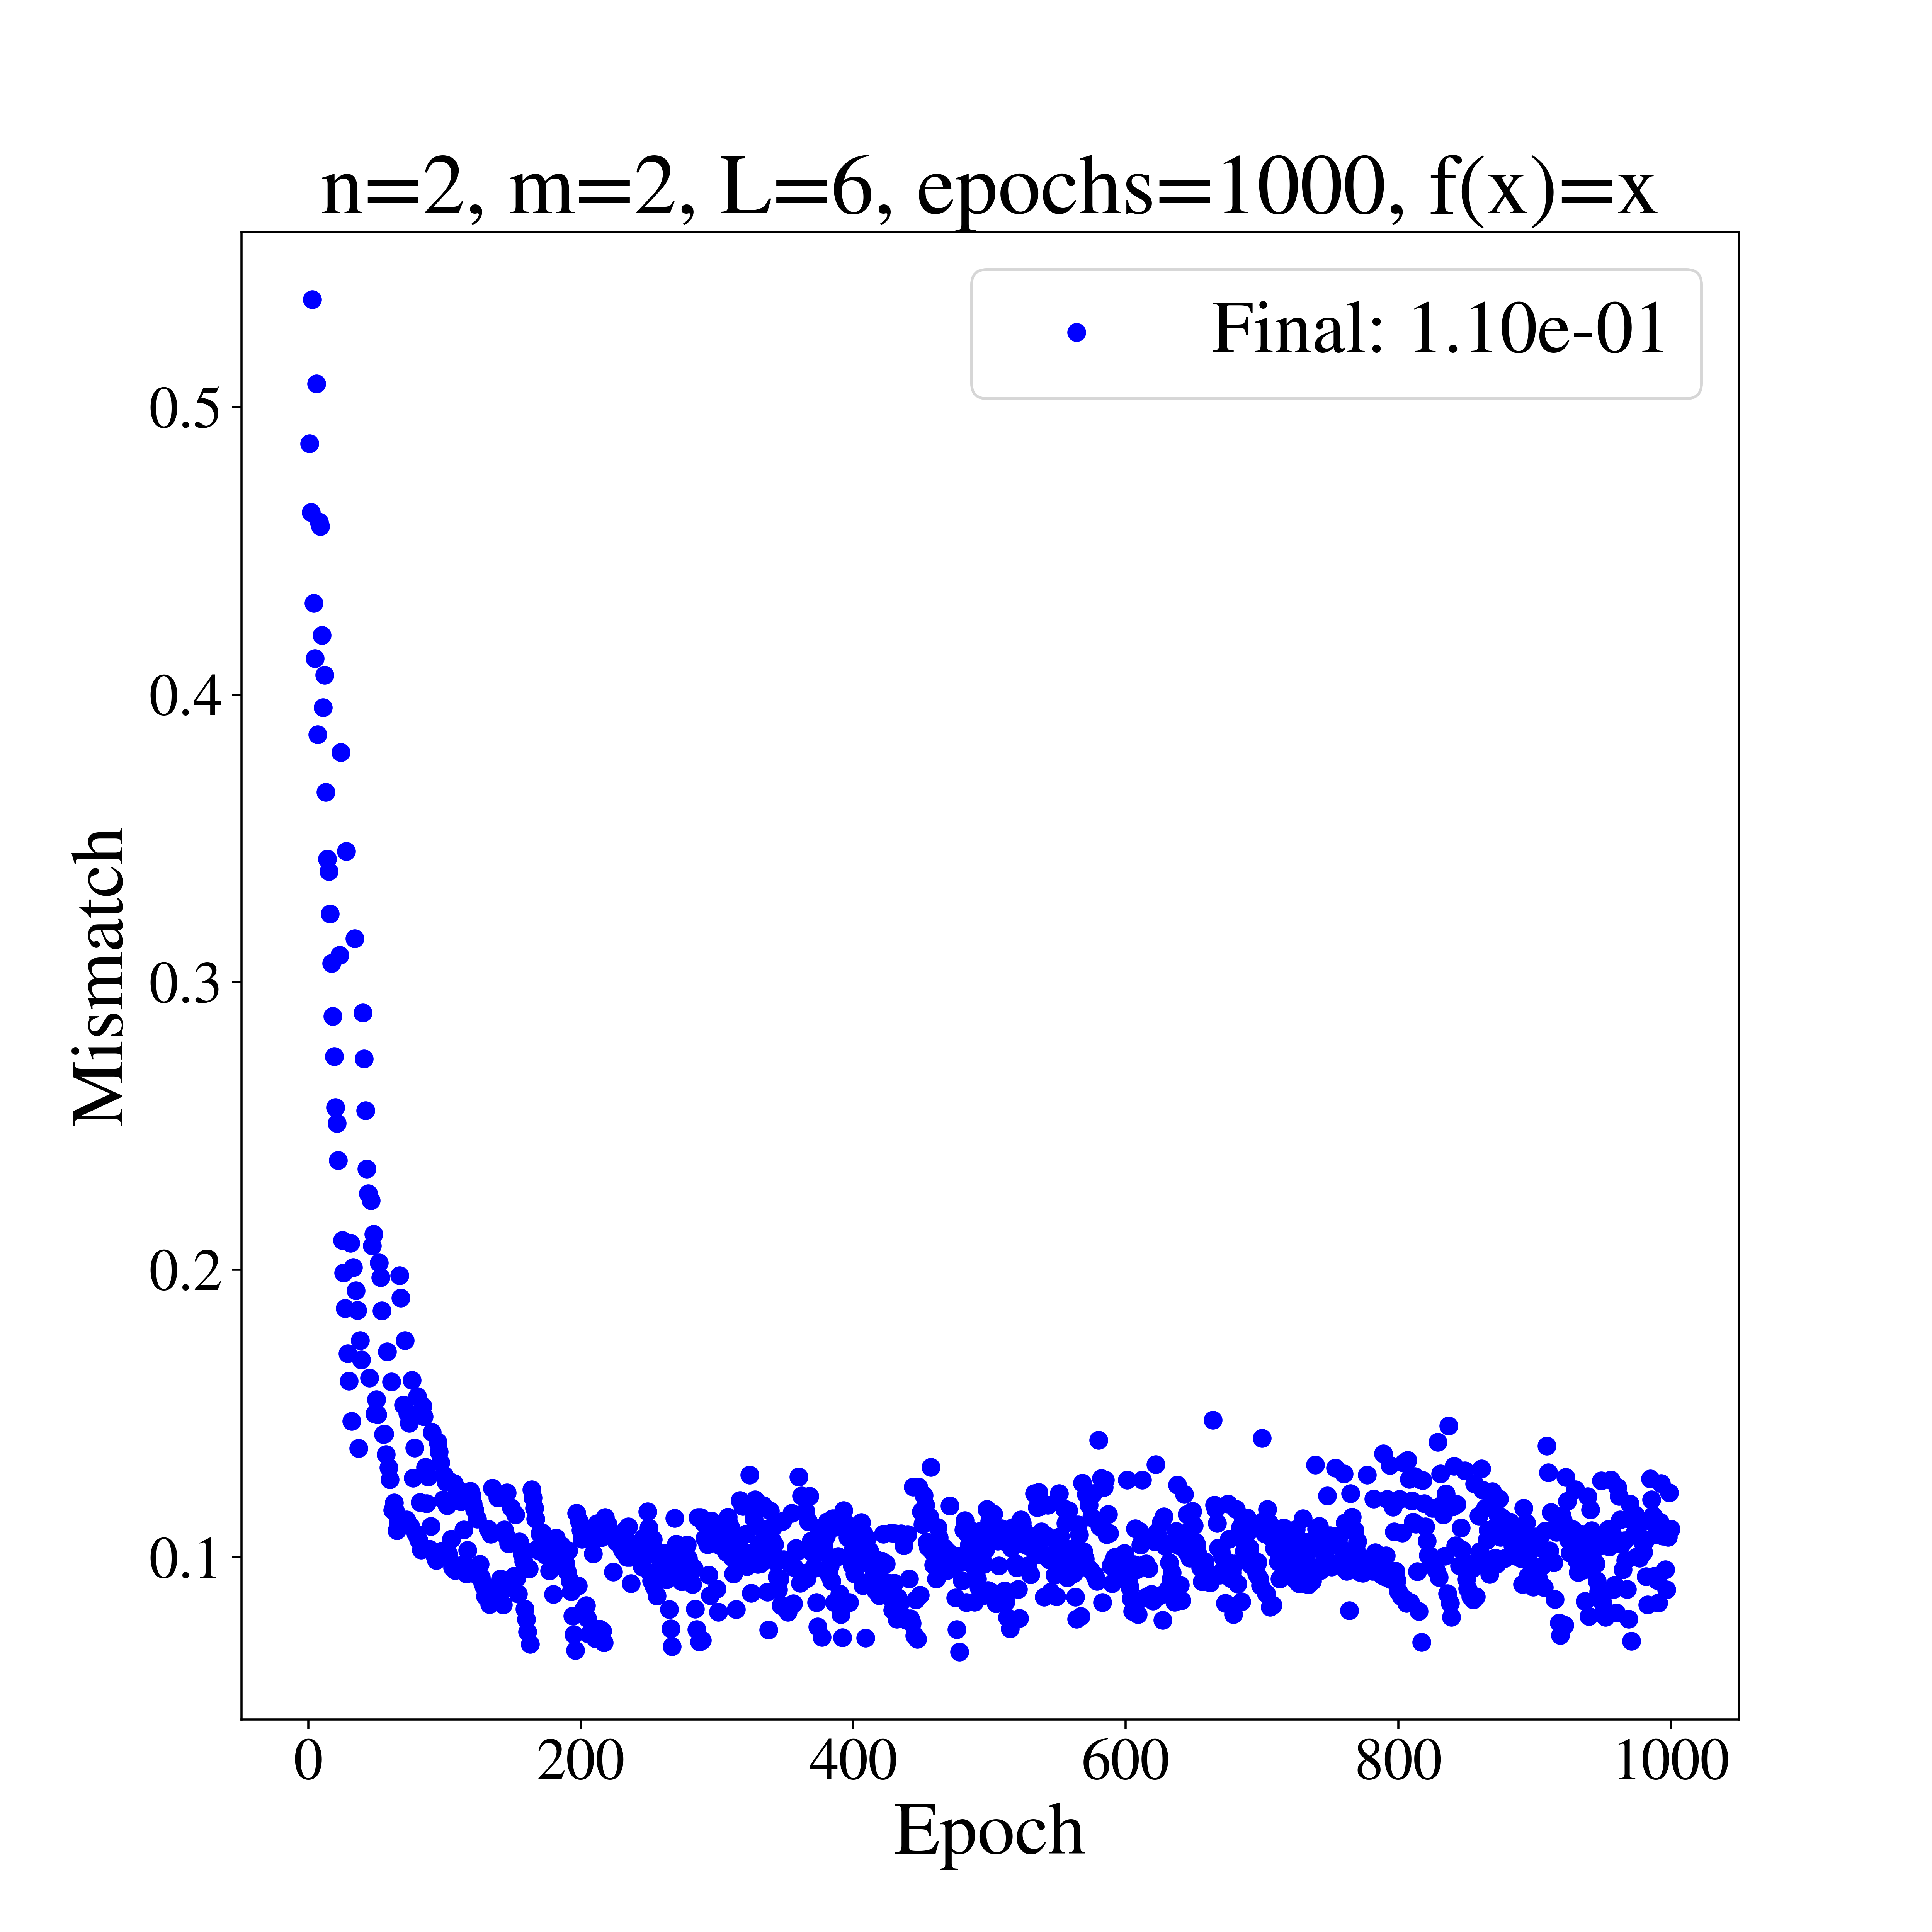 n=2, m=2, L=6, epochs=1000, f(x)=x
Final: 1.10e-01
Mismatch
0.5
0.4
0.3
0.2
0.1
0 200 400 600 800 1000
Epoch